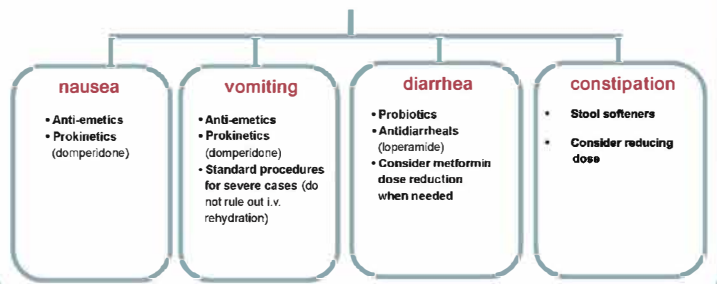 nausea
• Anti-emetics
• Prokinetics
(domperidone)
vomiting
• Anti-emetics
• Prokinetics
(domperidone)
• Standard procedures
for severe cases (do
not rule out i.v.
rehydration)
diarrhea
• Probiotics
• Antidiarrheals
(loperamide)
• Consider metformin
dose reduction
when needed
constipation
• Stool softeners
• Consider reducing
dose